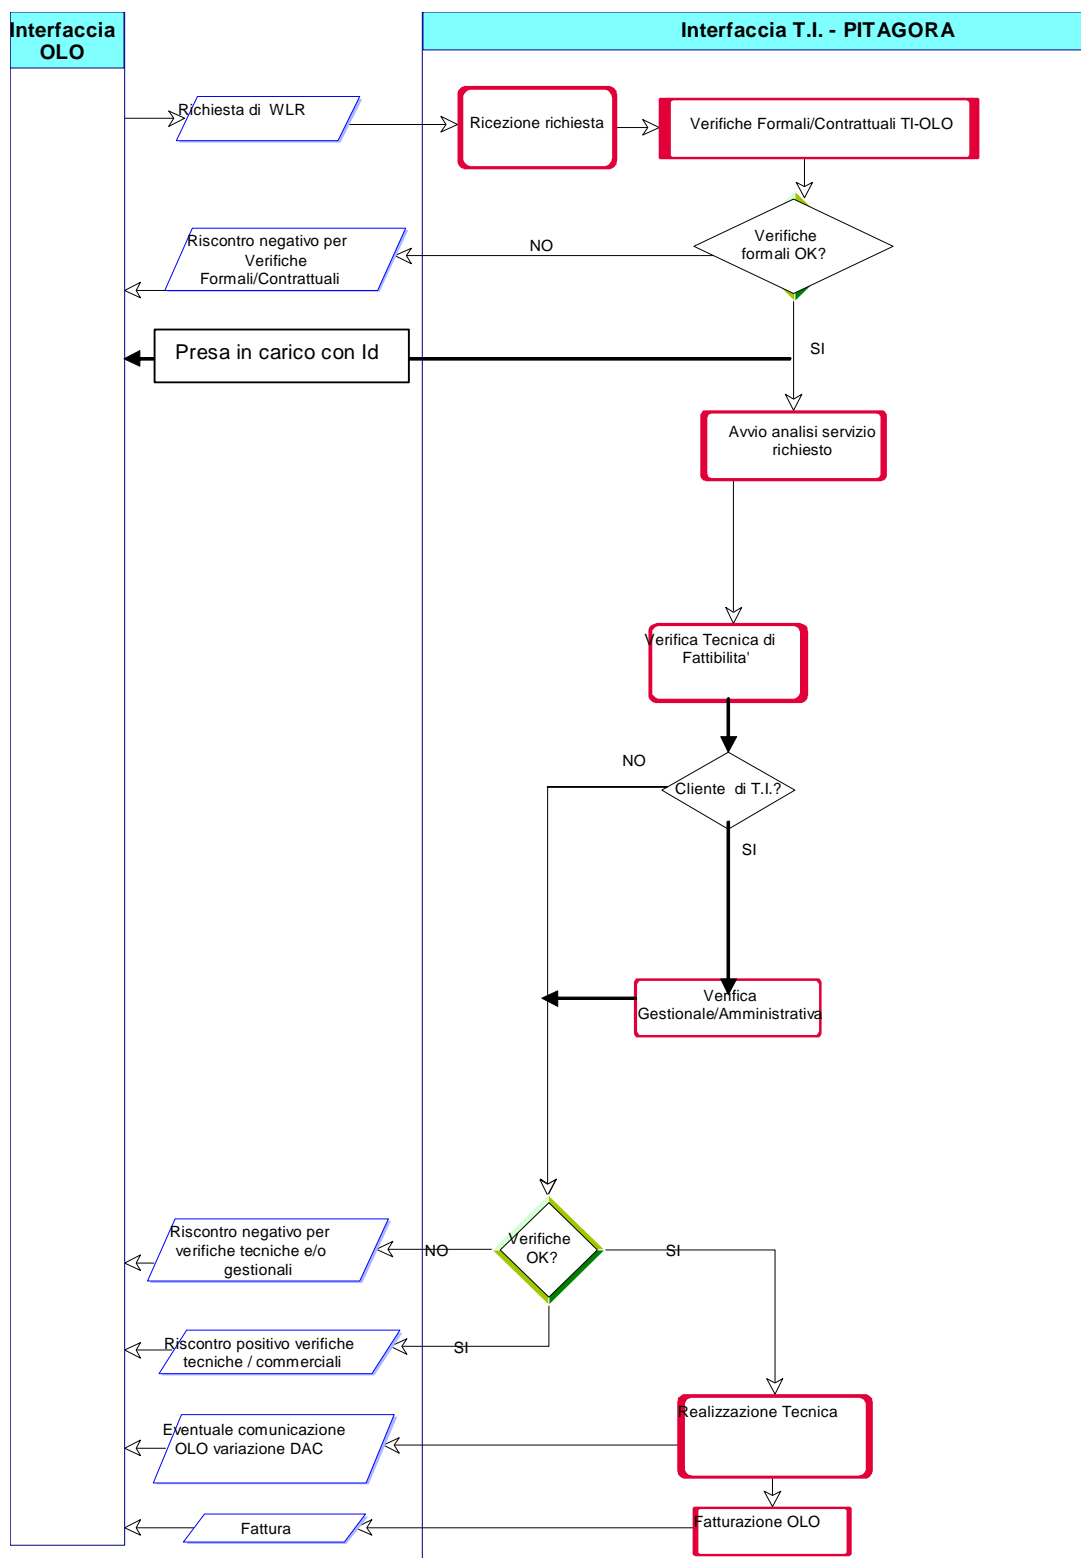 Interfaccia
OLO
Interfaccia T.I. - PITAGORA
Richiesta di WLR
Ricezione richiesta
Verifiche Formali/Contrattuali TI-OLO
Verifiche
formali OK?
NO
Riscontro negativo per
Verifiche
Formali/Contrattuali
SI
Presa in carico con Id
Avvio analisi servizio
richiesto
Verifica Tecnica di
Fattibilita'
NO
Cliente di T.I.?
SI
Verifica
Gestionale/Amministrativa
Verifiche
OK?
NO
SI
Riscontro negativo per
verifiche tecniche e/o
gestionali
SI
Riscontro positivo verifiche
tecniche / commerciali
Realizzazione Tecnica
Eventuale comunicazione
OLO variazione DAC
Fatturazione OLO
Fattura